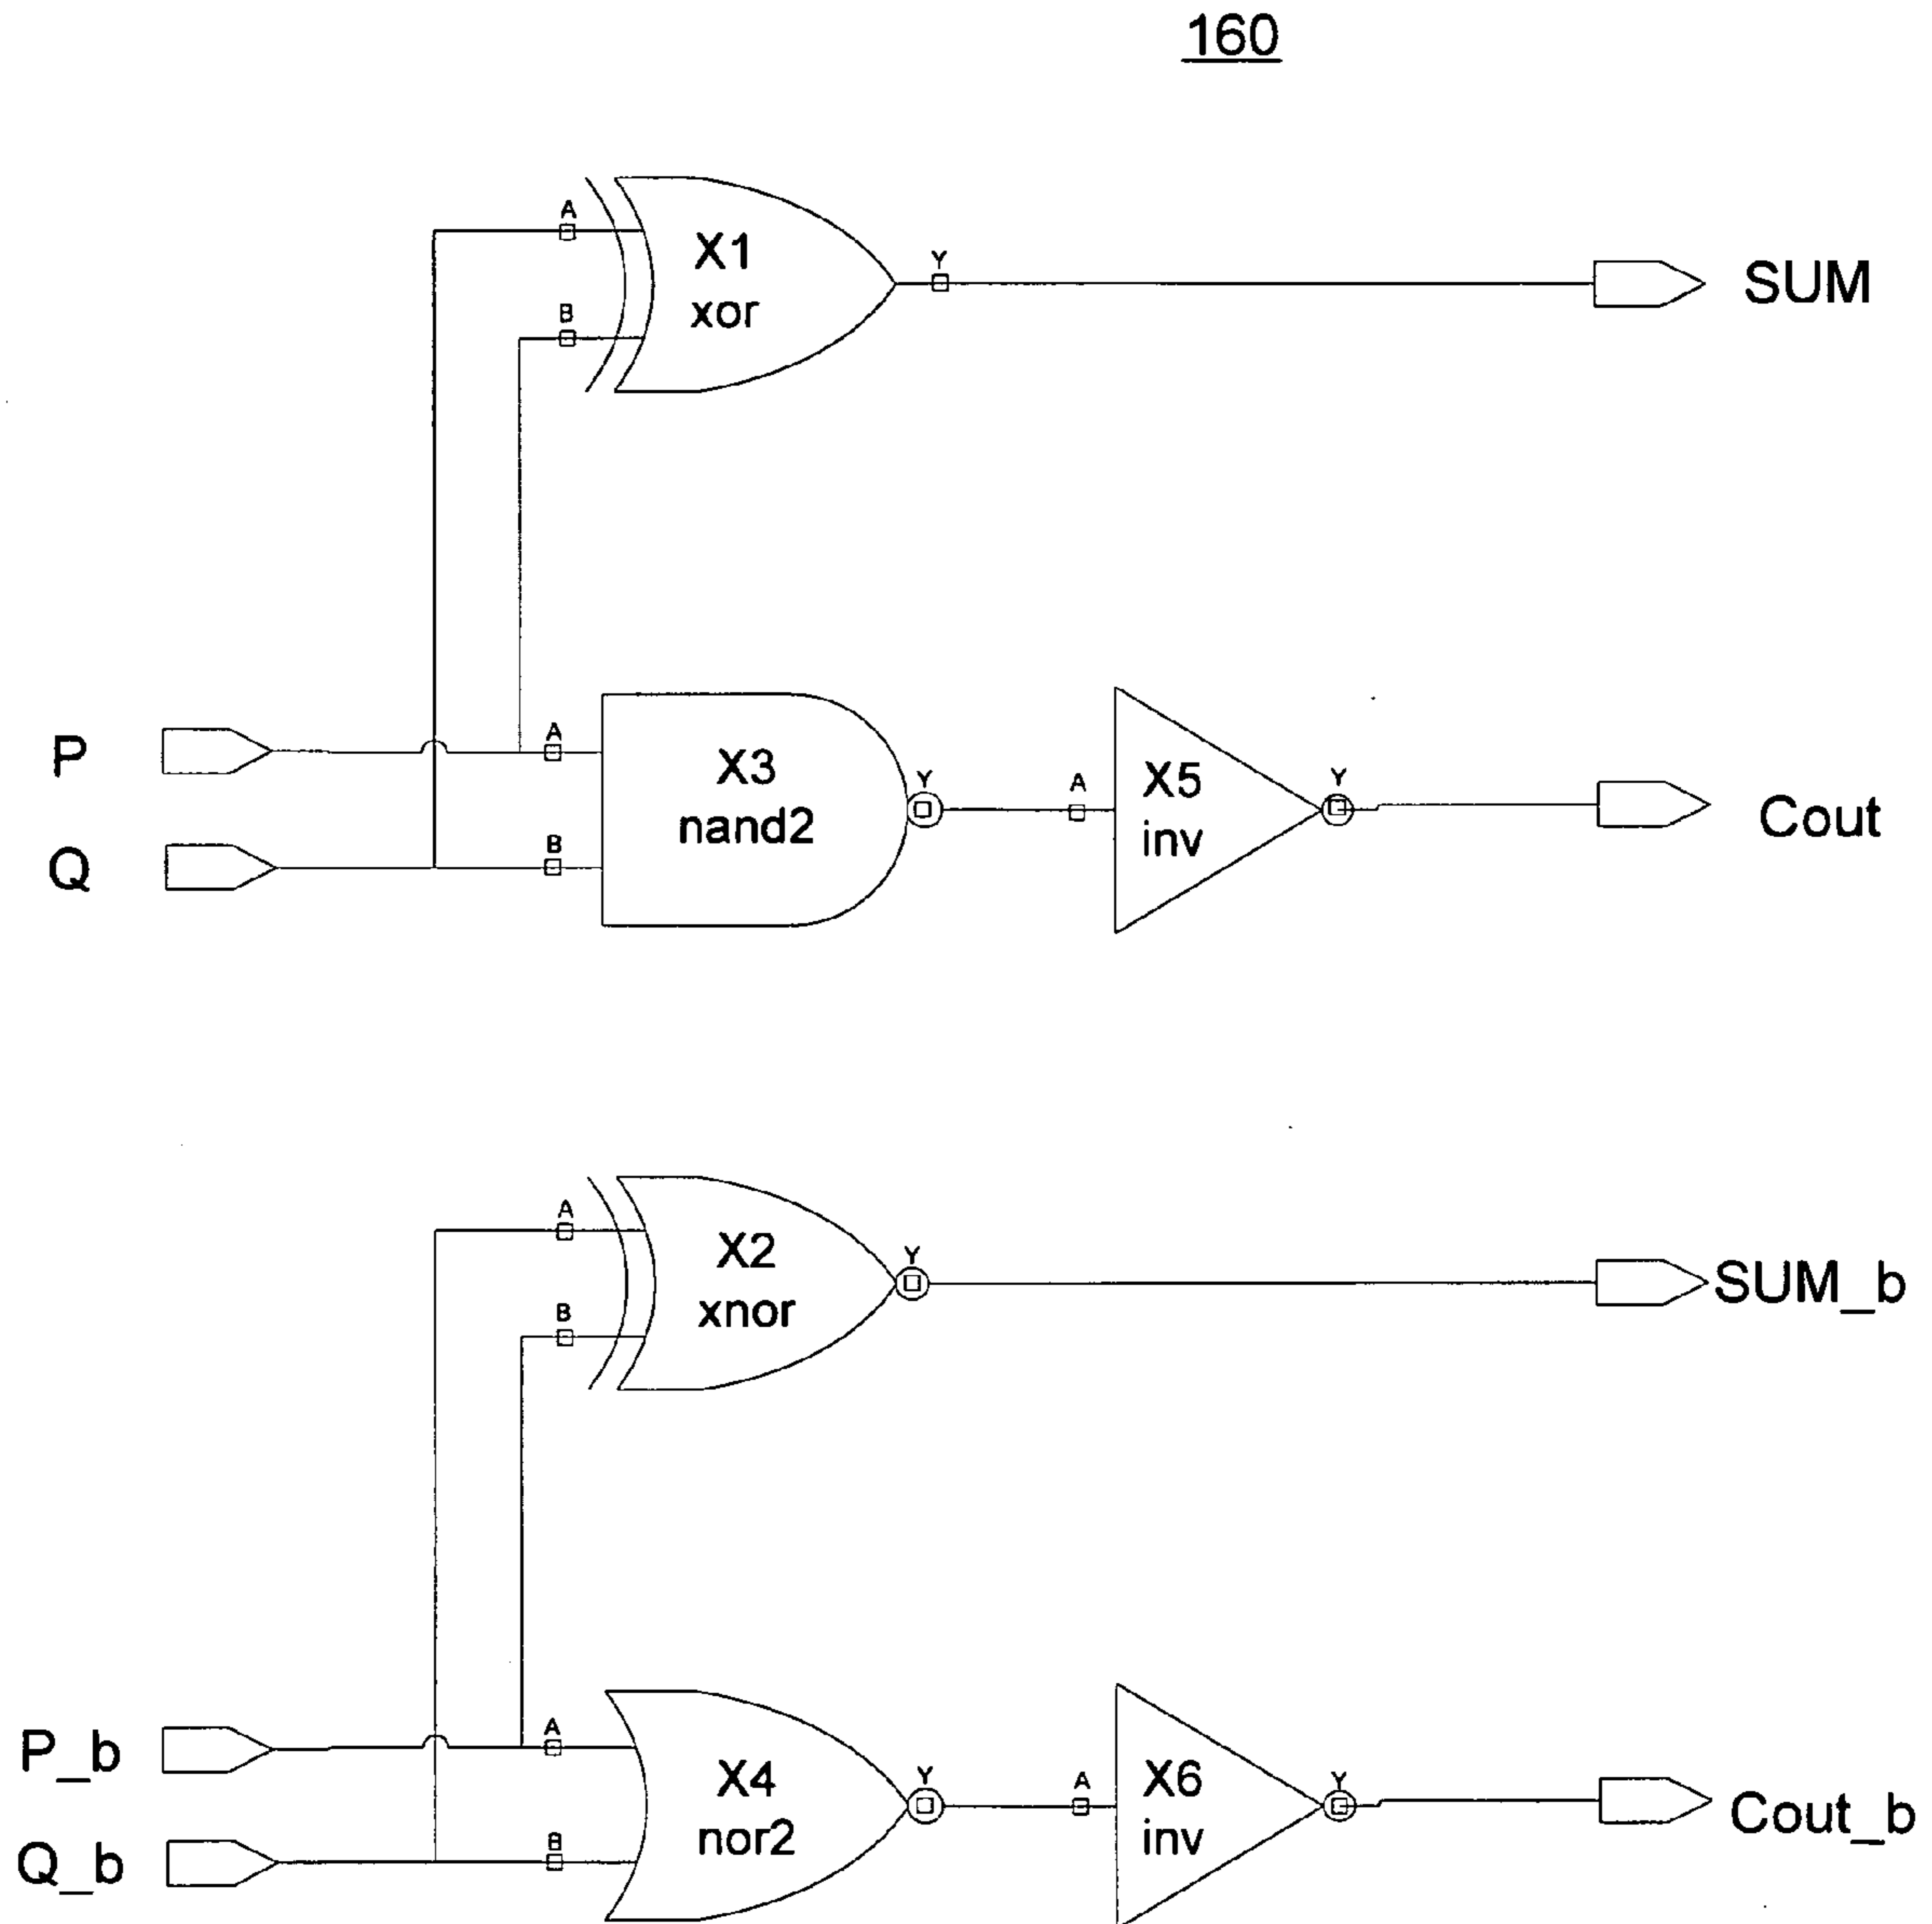 160
A
X1
xor
B
Y
SUM
P
A
X3
nand2
Y
A
X5
inv
Y
Cout
Q
B
A
X2
xnor
B
Y
SUM_b
P_b
A
X4
nor2
Y
A
X6
inv
Y
Cout_b
Q_b
B